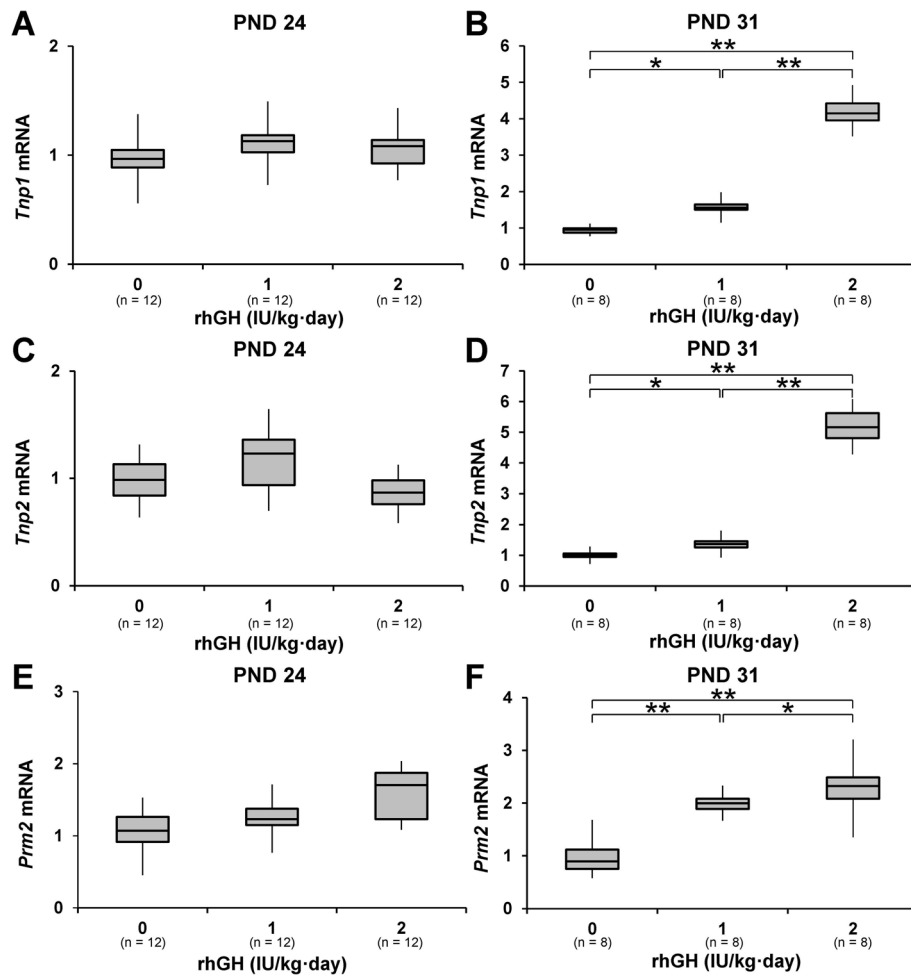 A
PND 24
2
1
0
Tnp1 mRNA
0
1
2
(n = 12)
(n = 12)
(n = 12)
rhGH (IU/kg·day)
B
PND 31
6
5
4
3
2
1
0
Tnp1 mRNA
**
*
**
0
1
2
(n = 8)
(n = 8)
(n = 8)
rhGH (IU/kg·day)
C
PND 24
2
1
0
Tnp2 mRNA
0
1
2
(n = 12)
(n = 12)
(n = 12)
rhGH (IU/kg·day)
D
PND 31
7
6
5
4
3
2
1
0
Tnp2 mRNA
**
*
**
0
1
2
(n = 8)
(n = 8)
(n = 8)
rhGH (IU/kg·day)
E
PND 24
3
2
1
0
Prm2 mRNA
0
1
2
(n = 12)
(n = 12)
(n = 12)
rhGH (IU/kg·day)
F
PND 31
4
3
2
1
0
Prm2 mRNA
**
**
*
0
1
2
(n = 8)
(n = 8)
(n = 8)
rhGH (IU/kg·day)